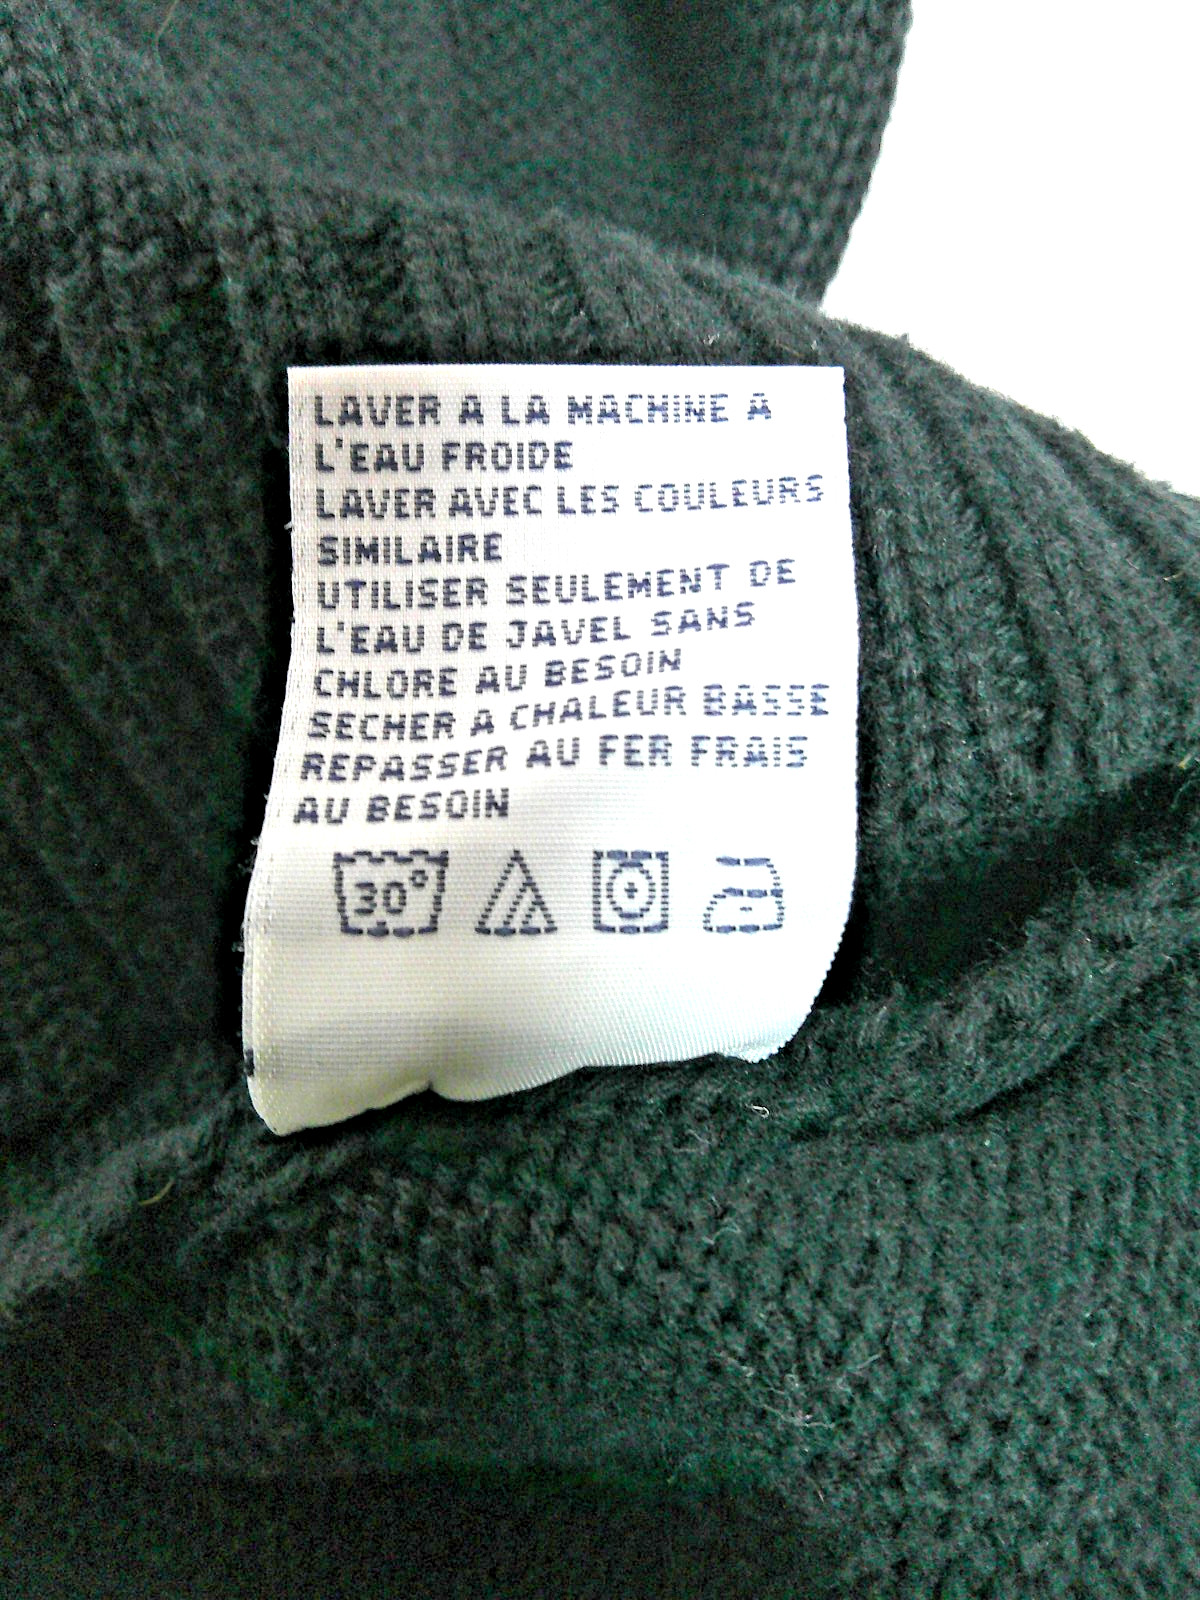 LAVER A LA MACHINE A
L'EAU FROIDE
LAVER AVEC LES COULEURS
SIMILAIRE
UTILISER SEULEMENT DE
L'EAU DE JAVEL SANS
CHLORE AU BESOIN
SECHER A CHALEUR BASSE
REPASSER AU FER FRAIS
AU BESOIN
30°